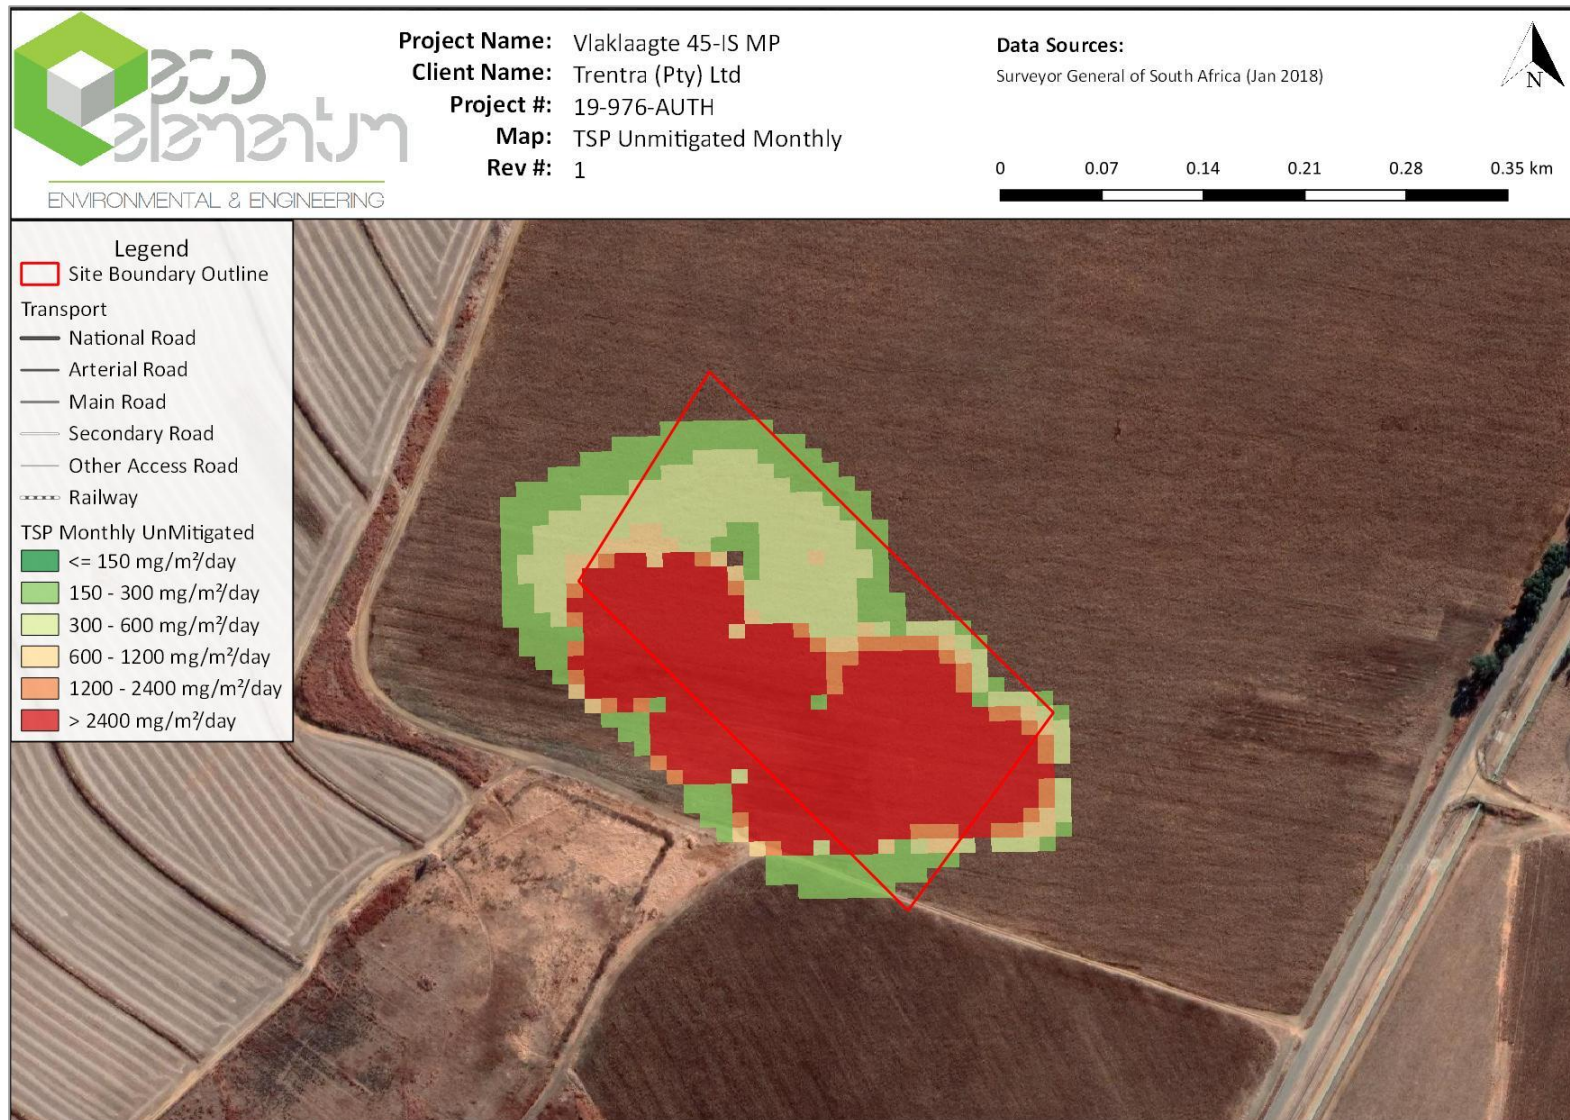 eco
elementum
ENVIRONMENTAL & ENGINEERING
Project Name: Vlaklaagte 45-IS MP
Client Name: Trentra (Pty) Ltd
Project #: 19-976-AUTH
Map: TSP Unmitigated Monthly
Rev #: 1
Data Sources:
Surveyor General of South Africa (Jan 2018)
N
0 0.07 0.14 0.21 0.28 0.35 km
Legend
Site Boundary Outline
Transport
National Road
Arterial Road
Main Road
Secondary Road
Other Access Road
Railway
TSP Monthly UnMitigated
<= 150 mg/m²/day
150 - 300 mg/m²/day
300 - 600 mg/m²/day
600 - 1200 mg/m²/day
1200 - 2400 mg/m²/day
> 2400 mg/m²/day